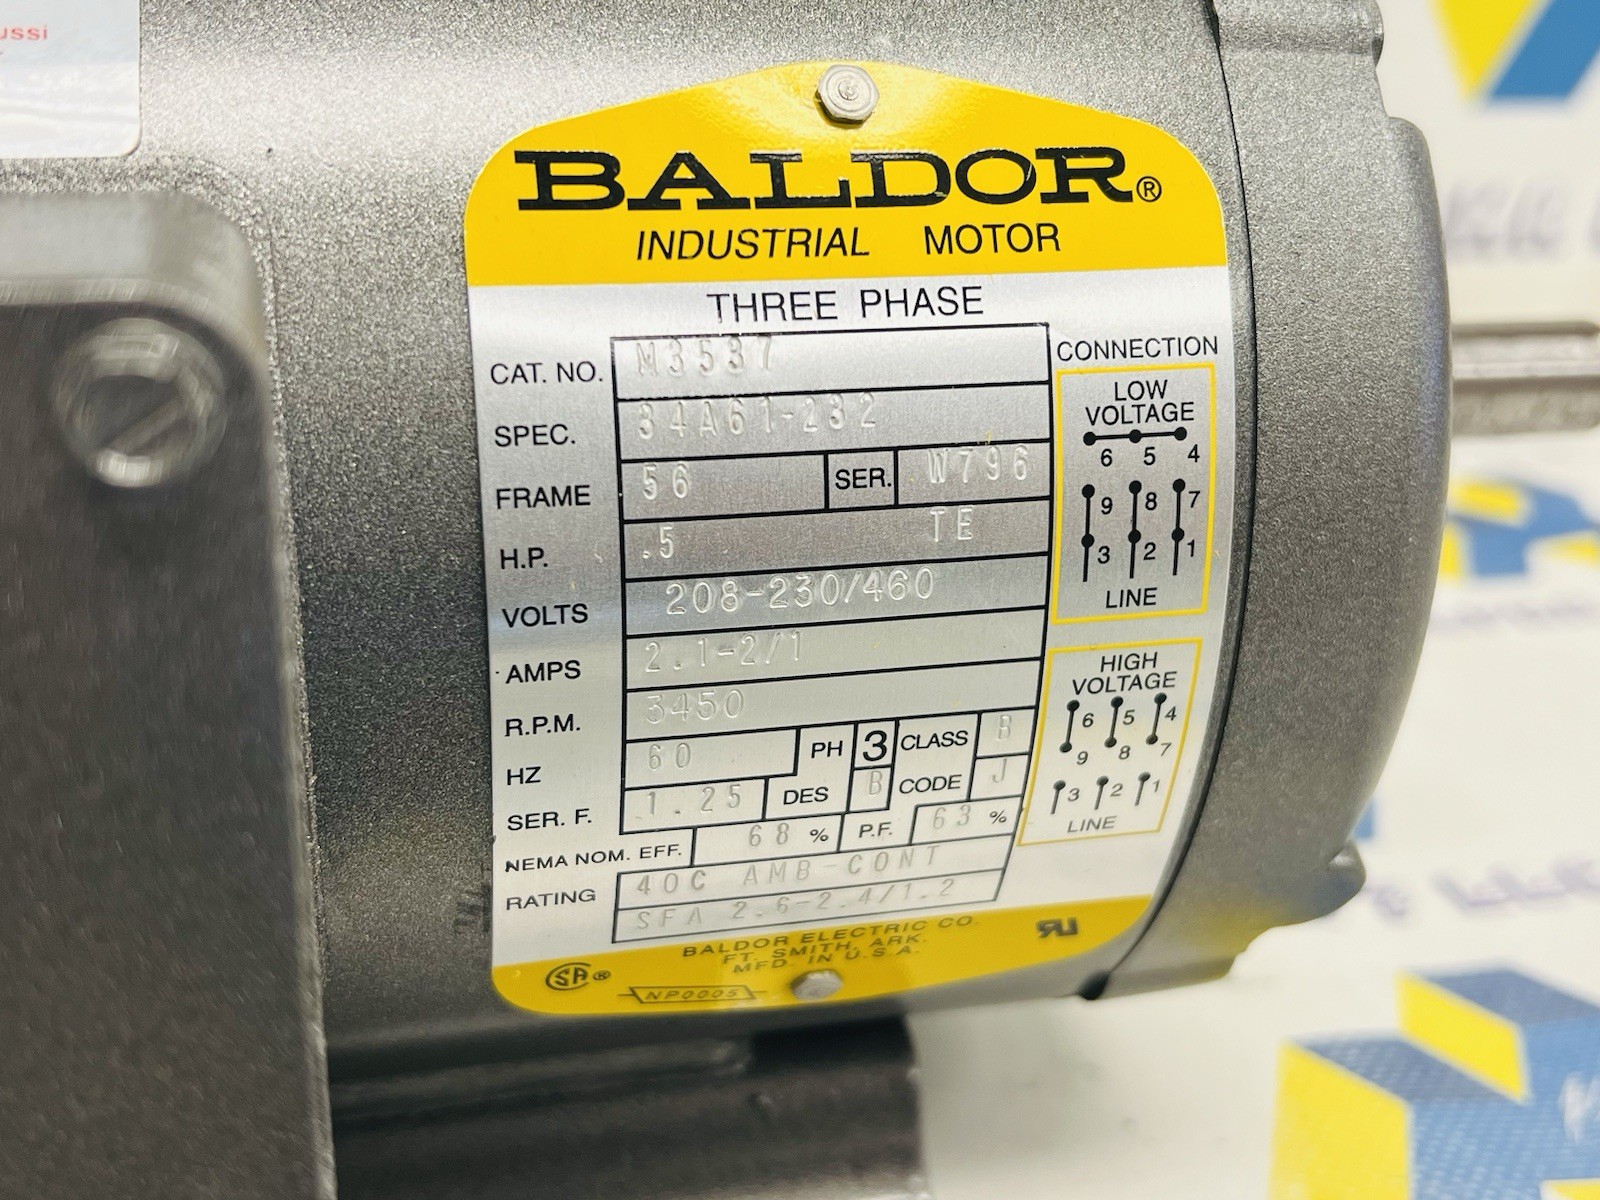 ussi
BALDOR®
INDUSTRIAL MOTOR
THREE PHASE
CAT. NO. M3537
SPEC. 34A61-232
FRAME 56 SER. W796
H.P. .5 TE
VOLTS 208-230/460
AMPS 2.1-2/1
R.P.M. 3450
HZ 60 PH 3 CLASS B
SER. F. 1.25 DES B CODE J
NEMA NOM. EFF. 68 % P.F. 63 %
RATING 40C AMB-CONT
SFA 2.6-2.4/1.2
CONNECTION
LOW
VOLTAGE
6 5 4
9 8 7
3 2 1
LINE
HIGH
VOLTAGE
6 5 4
9 8 7
3 2 1
LINE
BALDOR ELECTRIC CO.
FT. SMITH, ARK.
MFD. IN U.S.A.
SA®
NP0005